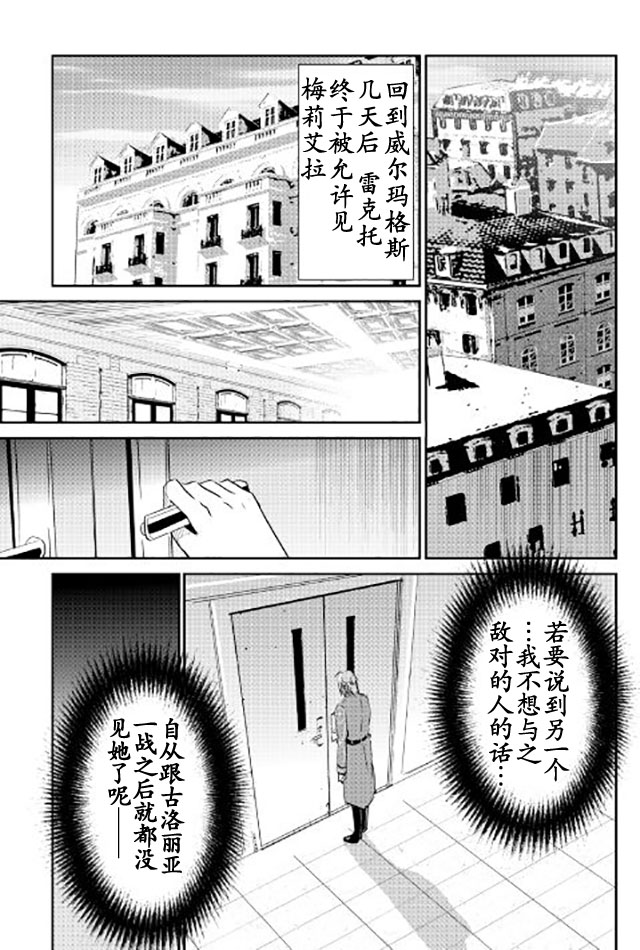 回到威尔玛格斯
几天后 雷克托
终于被允许见
梅莉艾拉
若要说到另一个
…我不想与之
敌对的人的话…
自从跟古洛丽亚
一战之后就都没
见她了呢—